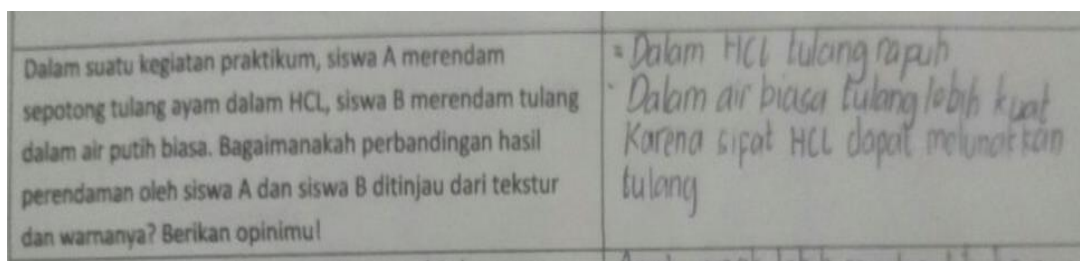 Dalam suatu kegiatan praktikum, siswa A merendam
sepotong tulang ayam dalam HCL, siswa B merendam tulang
dalam air putih biasa. Bagaimanakah perbandingan hasil
perendaman oleh siswa A dan siswa B ditinjau dari tekstur
dan warnanya? Berikan opinimu!
= Dalam HCL tulang rapuh
- Dalam air biasa tulang lebih kuat
Karena sifat HCL dapat melunakkan
tulang